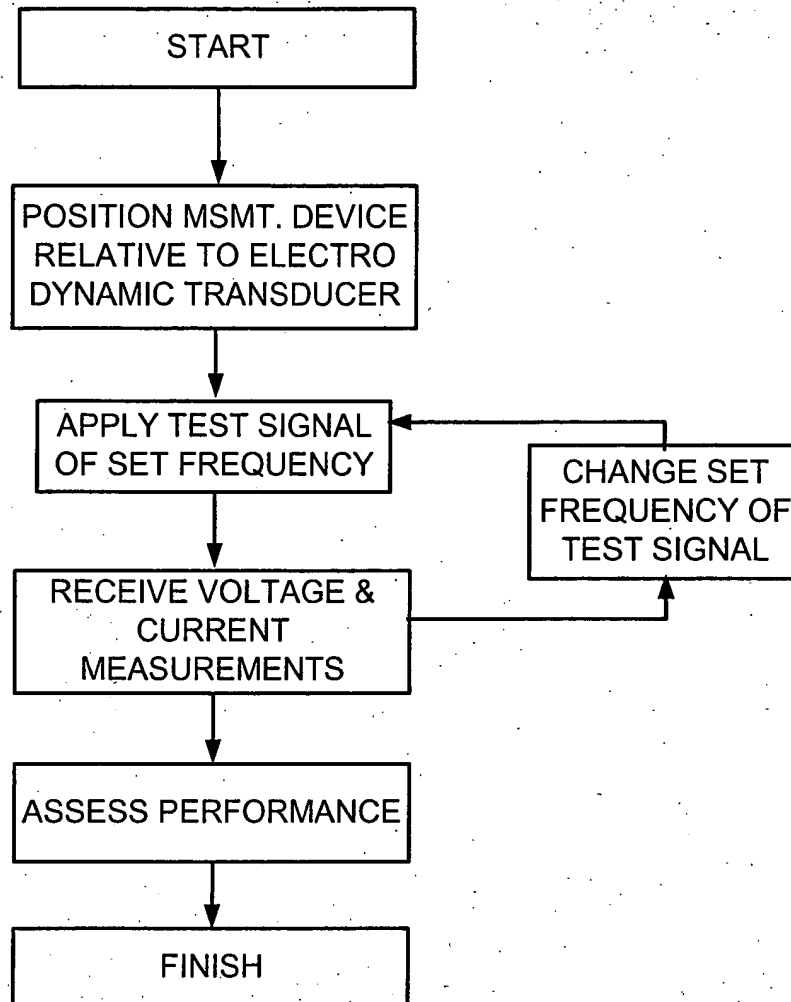 START
POSITION MSMT. DEVICE
RELATIVE TO ELECTRO
DYNAMIC TRANSDUCER
APPLY TEST SIGNAL
OF SET FREQUENCY
CHANGE SET
FREQUENCY OF
TEST SIGNAL
RECEIVE VOLTAGE &
CURRENT
MEASUREMENTS
ASSESS PERFORMANCE
FINISH